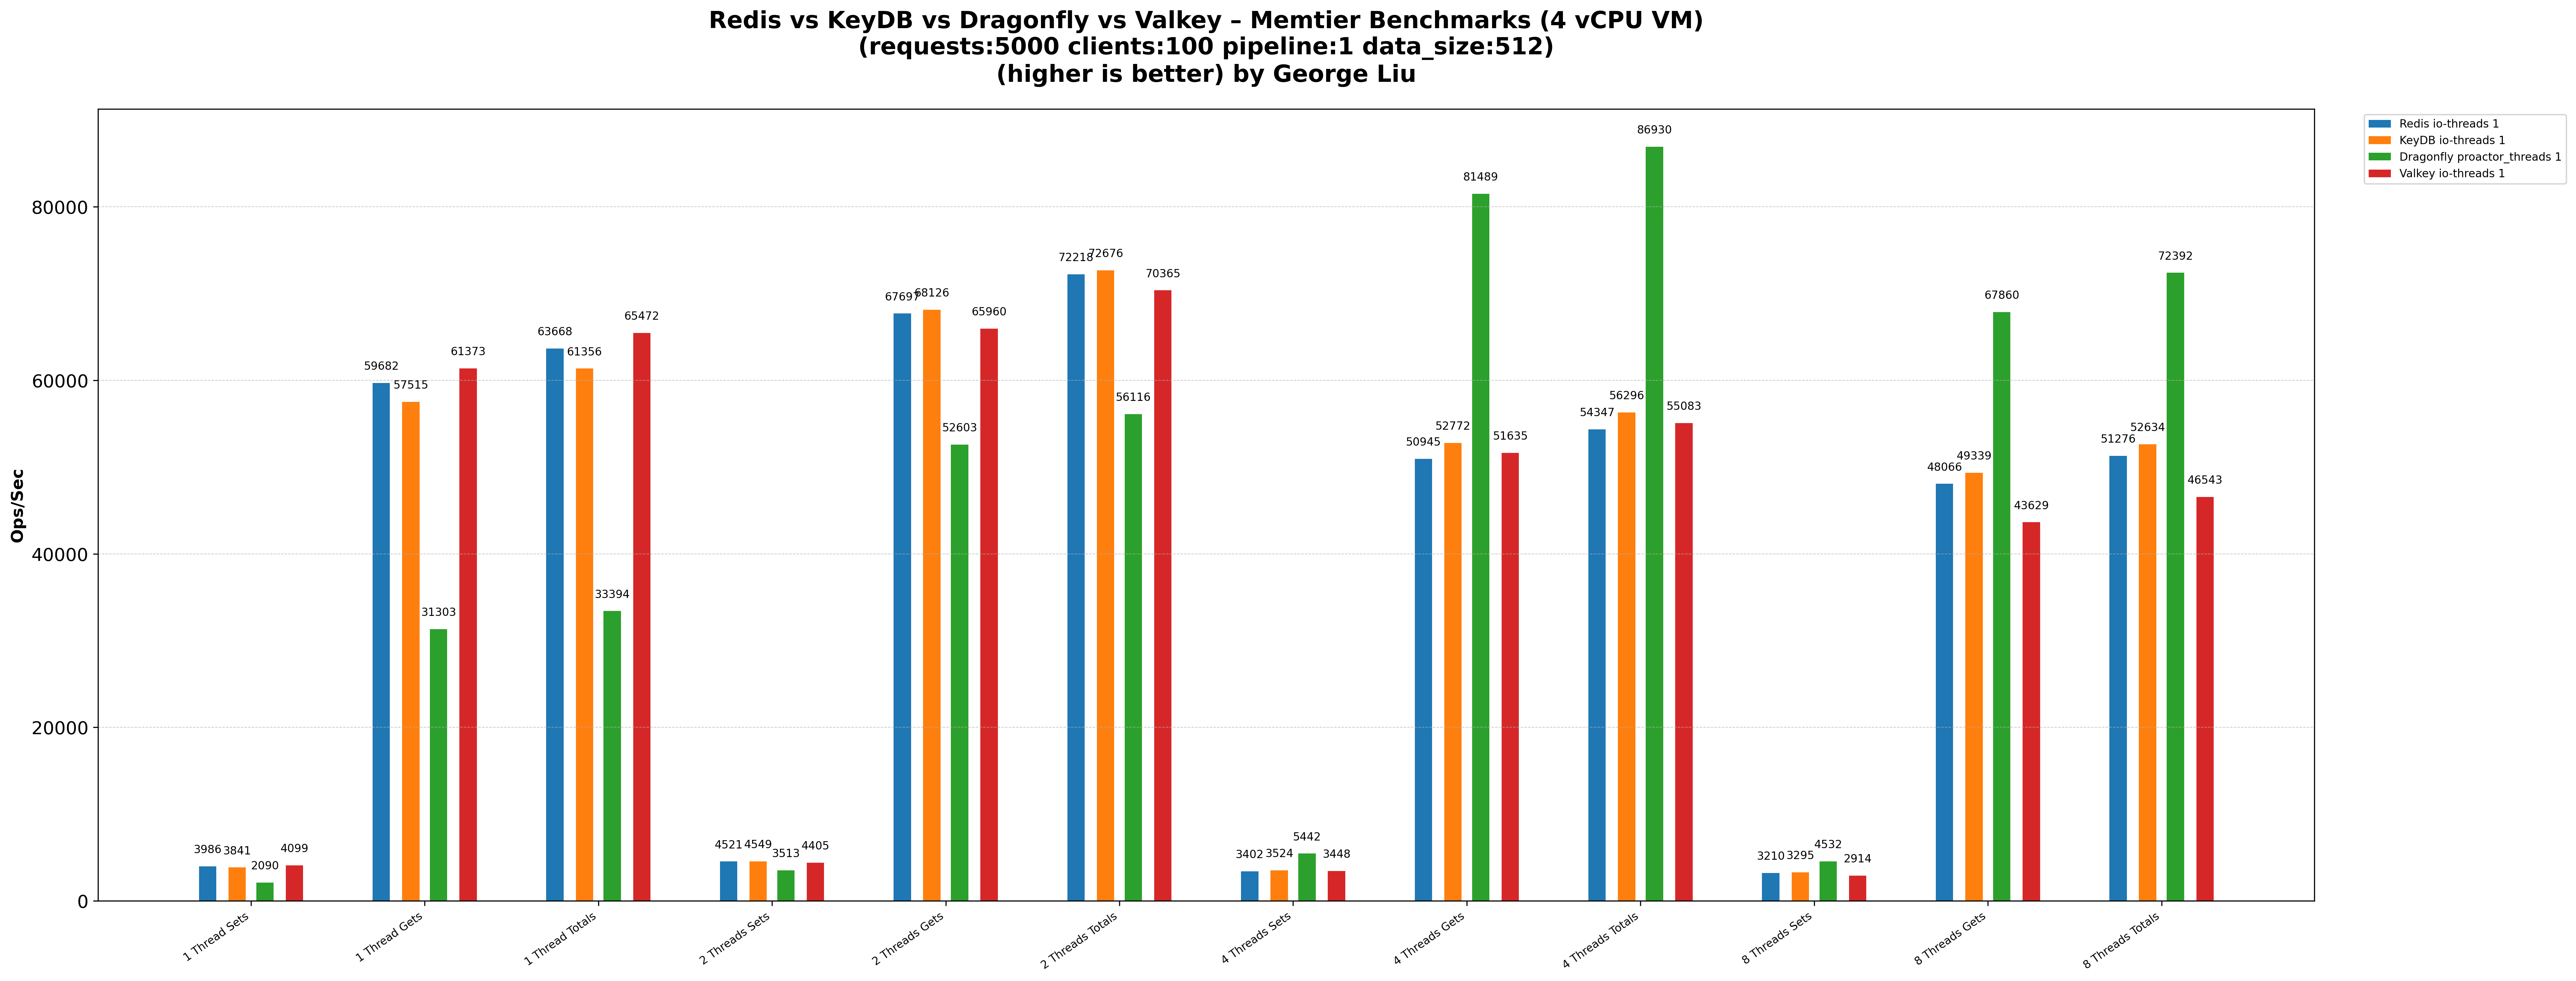 Redis vs KeyDB vs Dragonfly vs Valkey – Memtier Benchmarks (4 vCPU VM)
(requests:5000 clients:100 pipeline:1 data_size:512)
(higher is better) by George Liu
Redis io-threads 1
KeyDB io-threads 1
Dragonfly proactor_threads 1
Valkey io-threads 1
Ops/Sec
80000
60000
40000
20000
0
3986 3841 2090 4099
59682 57515 31303 61373
63668 61356 33394 65472
4521 4549 3513 4405
67697 68126 52603 65960
72218 72676 56116 70365
3402 3524 5442 3448
50945 52772 81489 51635
54347 56296 86930 55083
3210 3295 4532 2914
48066 49339 67860 43629
51276 52634 72392 46543
1 Thread Sets
1 Thread Gets
1 Thread Totals
2 Threads Sets
2 Threads Gets
2 Threads Totals
4 Threads Sets
4 Threads Gets
4 Threads Totals
8 Threads Sets
8 Threads Gets
8 Threads Totals